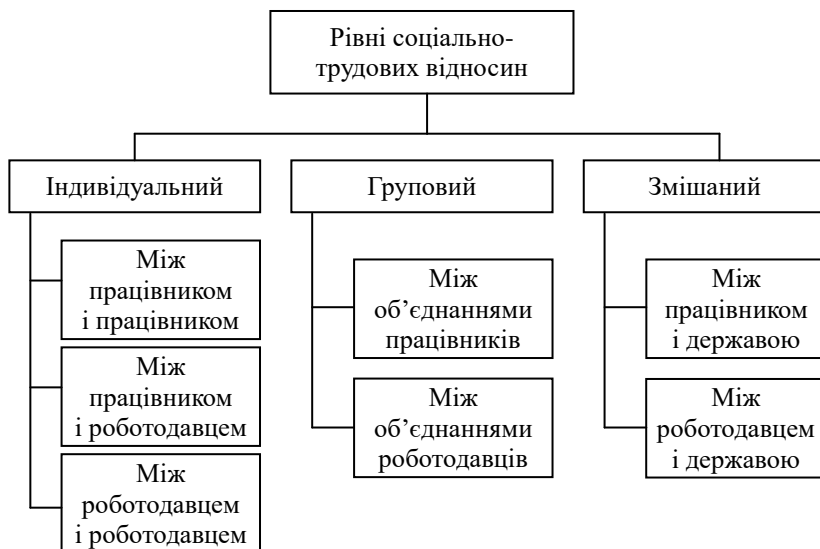 Рівні соціально-
трудових відносин
Індивідуальний
Груповий
Змішаний
Між
працівником
і працівником
Між
працівником
і роботодавцем
Між
роботодавцем
і роботодавцем
Між
об’єднаннями
працівників
Між
об’єднаннями
роботодавців
Між
працівником
і державою
Між
роботодавцем
і державою